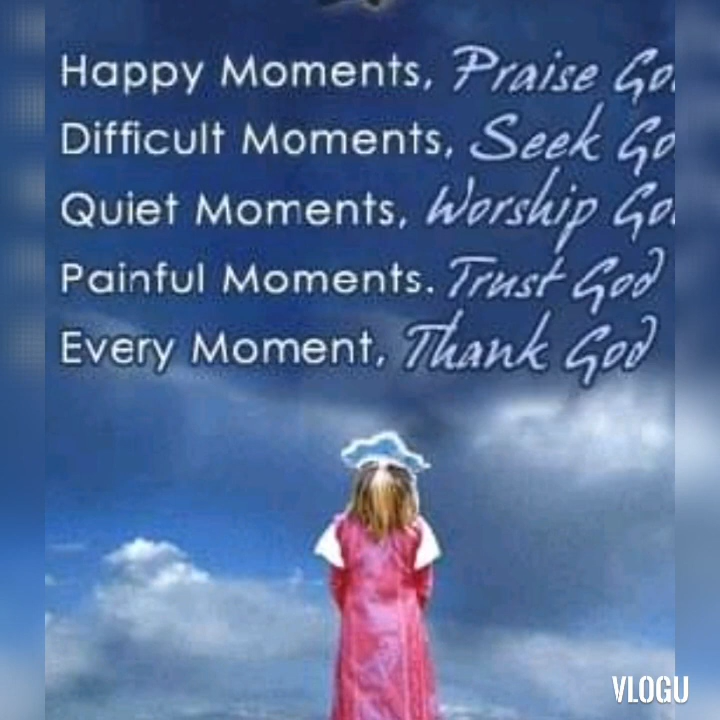 Happy Moments, Praise Go
Difficult Moments, Seek Go
Quiet Moments, Worship Go
Painful Moments. Trust God
Every Moment, Thank God
VLOGU